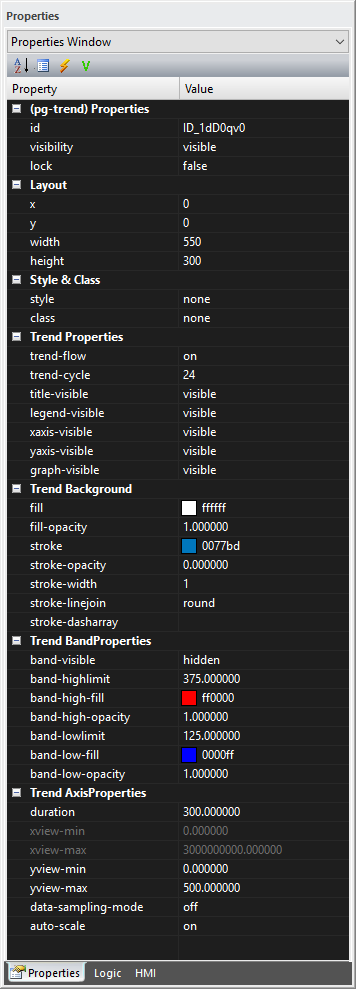 Properties
Properties Window
A Z V
Property Value
(pg-trend) Properties
id ID_1dD0qv0
visibility visible
lock false
Layout
x 0
y 0
width 550
height 300
Style & Class
style none
class none
Trend Properties
trend-flow on
trend-cycle 24
title-visible visible
legend-visible visible
xaxis-visible visible
yaxis-visible visible
graph-visible visible
Trend Background
fill ffffff
fill-opacity 1.000000
stroke 0077bd
stroke-opacity 0.000000
stroke-width 1
stroke-linejoin round
stroke-dasharray
Trend BandProperties
band-visible hidden
band-highlimit 375.000000
band-high-fill ff0000
band-high-opacity 1.000000
band-lowlimit 125.000000
band-low-fill 0000ff
band-low-opacity 1.000000
Trend AxisProperties
duration 300.000000
xview-min 0.000000
xview-max 3000000000.000000
yview-min 0.000000
yview-max 500.000000
data-sampling-mode off
auto-scale on
Properties Logic HMI